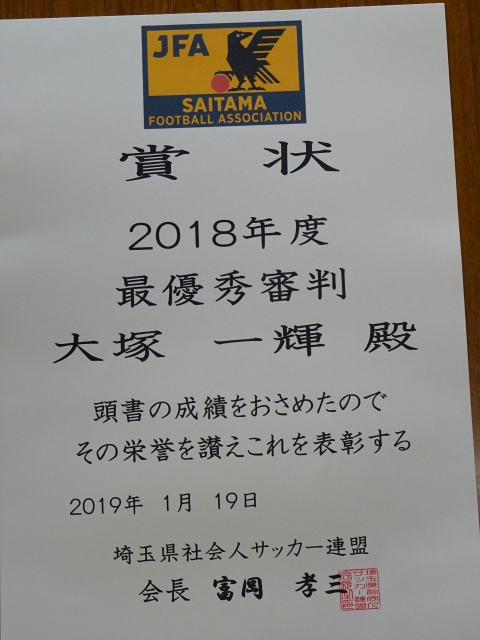 JFA
SAITAMA
FOOTBALL ASSOCIATION
賞 状
2018年度
最優秀審判
大塚 一輝 殿
頭書の成績をおさめたので
その栄誉を讃えこれを表彰する
2019年 1月 19日
埼玉県社会人サッカー連盟
会長 富岡 孝三